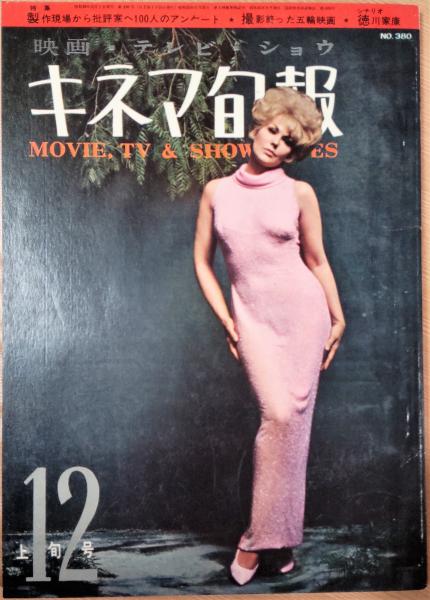 特集 シナリオ
製作現場から批評家へ100人のアンケート ★ 撮影終った五輪映画 ★ 徳川家康
NO. 380
映画・テレビ・ショウ
キネマ旬報
MOVIE, TV & SHOW ES
12
上旬号